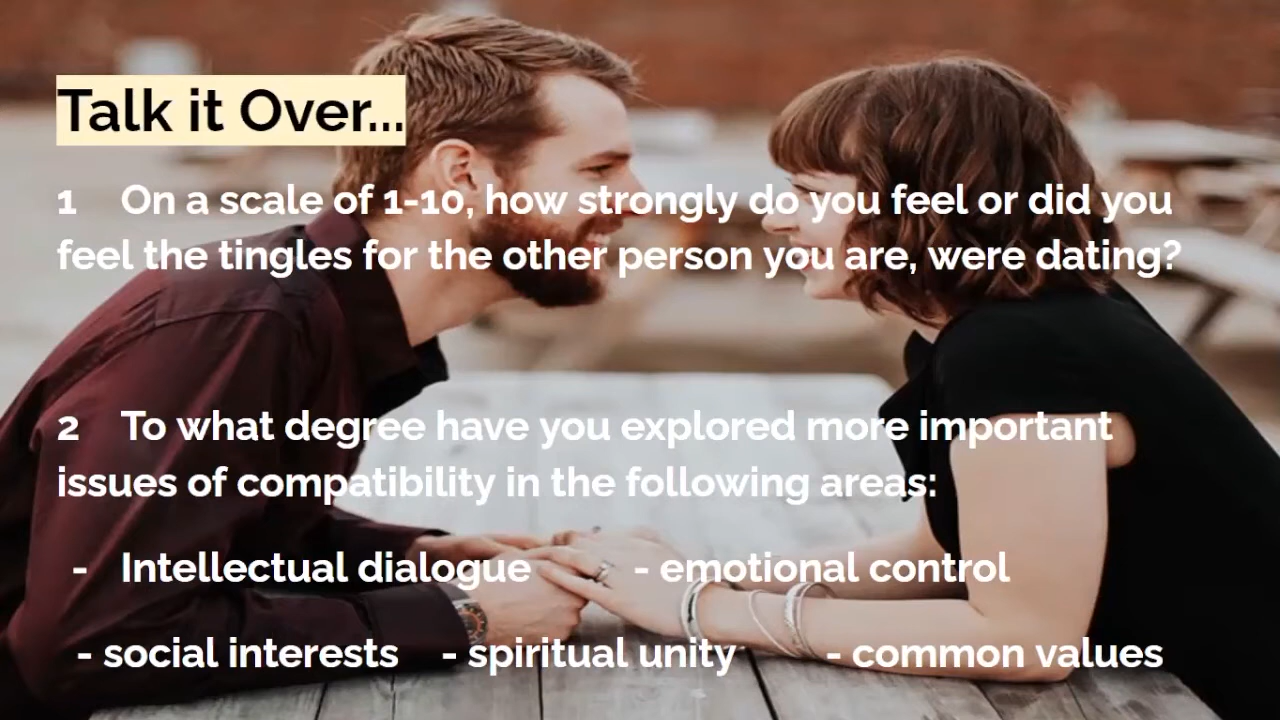 Talk it Over...
1 On a scale of 1-10, how strongly do you feel or did you
feel the tingles for the other person you are, were dating?
2 To what degree have you explored more important
issues of compatibility in the following areas:
- Intellectual dialogue - emotional control
- social interests - spiritual unity - common values